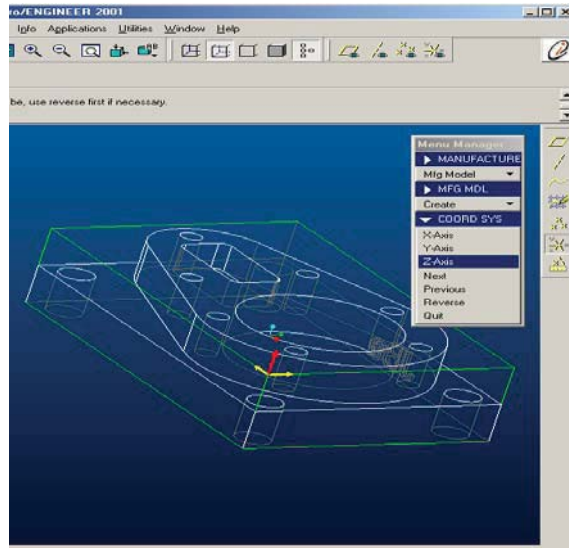 ro/ENGINEER 2001
Info Applications Utilities Window Help
be, use reverse first if necessary.
Menu Manager
MANUFACTURE
Mfg Model
MFG MDL
Create
COORD SYS
X-Axis
Y-Axis
Z-Axis
Next
Previous
Reverse
Quit